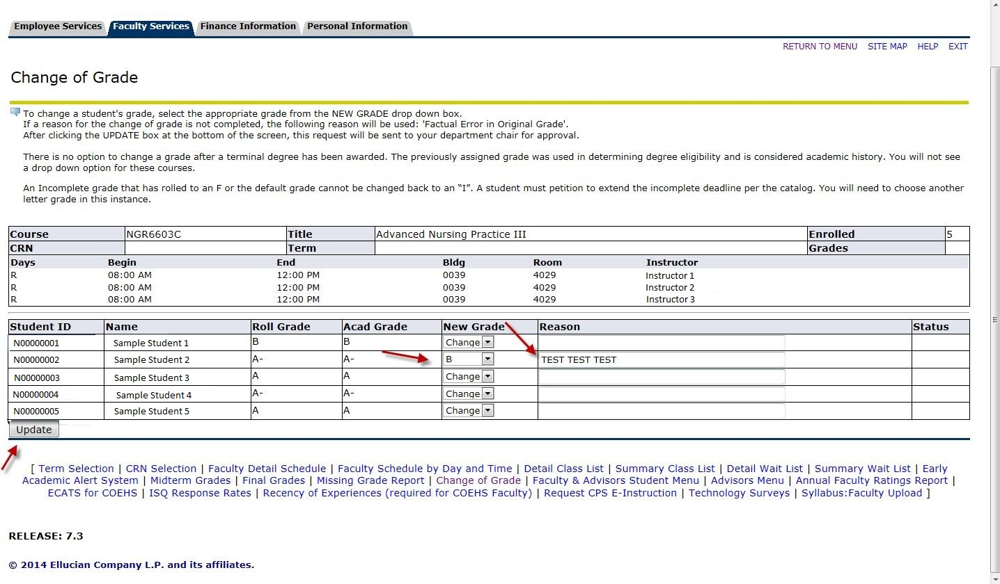 Employee Services Faculty Services Finance Information Personal Information
RETURN TO MENU SITE MAP HELP EXIT
Change of Grade
To change a student's grade, select the appropriate grade from the NEW GRADE drop down box.
If a reason for the change of grade is not completed, the following reason will be used: 'Factual Error in Original Grade'.
After clicking the UPDATE box at the bottom of the screen, this request will be sent to your department chair for approval.
There is no option to change a grade after a terminal degree has been awarded. The previously assigned grade was used in determining degree eligibility and is considered academic history. You will not see
a drop down option for these courses.
An Incomplete grade that has rolled to an F or the default grade cannot be changed back to an “I”. A student must petition to extend the incomplete deadline per the catalog. You will need to choose another
letter grade in this instance.
Course NGR6603C Title Advanced Nursing Practice III Enrolled 5
CRN Term Grades
Days Begin End Bldg Room Instructor
R 08:00 AM 12:00 PM 0039 4029 Instructor 1
R 08:00 AM 12:00 PM 0039 4029 Instructor 2
R 08:00 AM 12:00 PM 0039 4029 Instructor 3
Student ID Name Roll Grade Acad Grade New Grade Reason Status
N00000001 Sample Student 1 B B Change
N00000002 Sample Student 2 A- A- B TEST TEST TEST
N00000003 Sample Student 3 A A Change
N00000004 Sample Student 4 A- A- Change
N00000005 Sample Student 5 A A Change
Update
[ Term Selection | CRN Selection | Faculty Detail Schedule | Faculty Schedule by Day and Time | Detail Class List | Summary Class List | Detail Wait List | Summary Wait List | Early
Academic Alert System | Midterm Grades | Final Grades | Missing Grade Report | Change of Grade | Faculty & Advisors Student Menu | Advisors Menu | Annual Faculty Ratings Report |
ECATS for COEHS | ISQ Response Rates | Recency of Experiences (required for COEHS Faculty) | Request CPS E-Instruction | Technology Surveys | Syllabus:Faculty Upload ]
RELEASE: 7.3
© 2014 Ellucian Company L.P. and its affiliates.